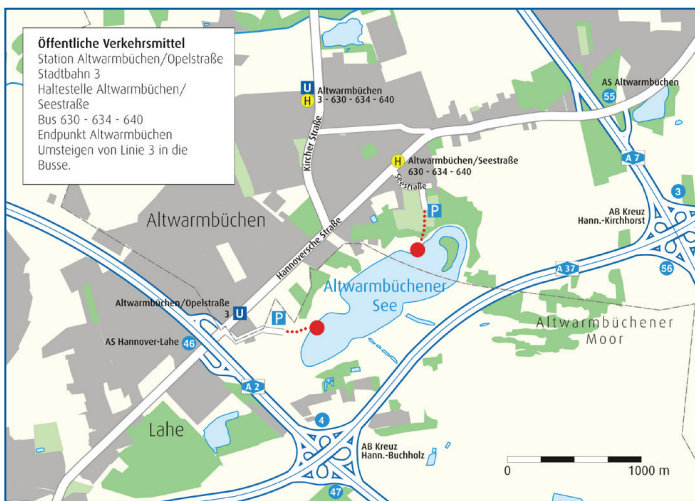 Öffentliche Verkehrsmittel
Station Altwarmbüchen/Opelstraße
Stadtbahn 3
Haltestelle Altwarmbüchen/
Seestraße
Bus 630 - 634 - 640
Endpunkt Altwarmbüchen
Umsteigen von Linie 3 in die
Busse.
U
H
Altwarmbüchen
3 - 630 - 634 - 640
Kircher Straße
AS Altwarmbüchen
55
A 7
H
Altwarmbüchen/Seestraße
630 - 634 - 640
Seestraße
P
3
AB Kreuz
Hann.-Kirchhorst
56
A 37
Altwarmbüchen
Hannoversche Straße
Altwarmbüchener
See
Altwarmbüchener
Moor
Altwarmbüchen/Opelstraße
3 U
P
AS Hannover-Lahe
46
A 2
Lahe
4
AB Kreuz
Hann.-Buchholz
47
0
1000 m